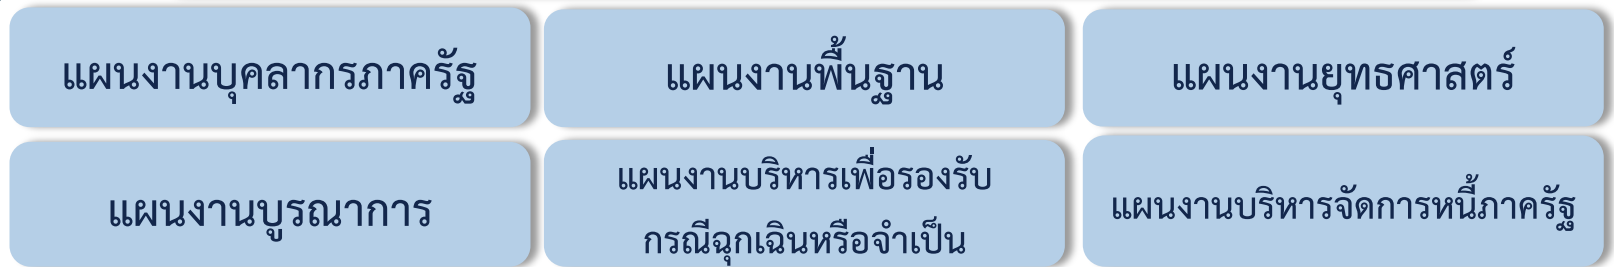 แผนงานบุคลากรภาครัฐ
แผนงานพื้นฐาน
แผนงานยุทธศาสตร์
แผนงานบูรณาการ
แผนงานบริหารเพื่อรองรับ
กรณีฉุกเฉินหรือจำเป็น
แผนงานบริหารจัดการหนี้ภาครัฐ